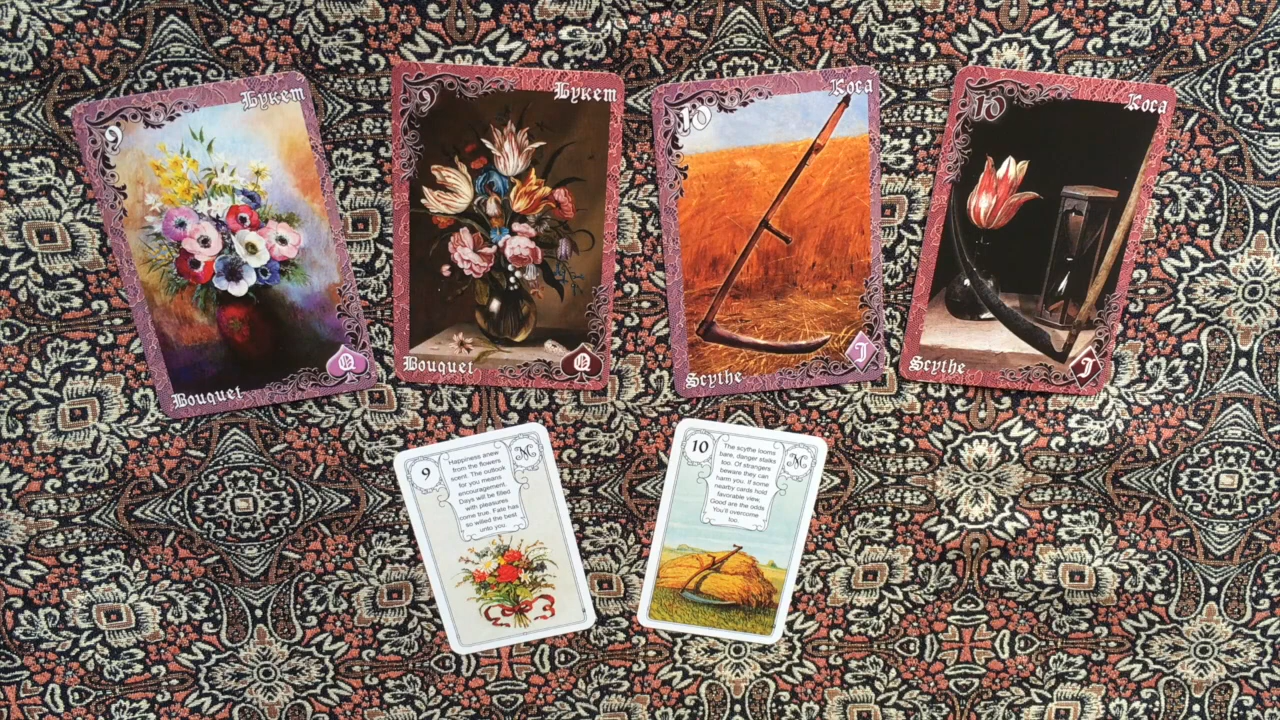 9
Букет
Bouquet
Q
9
Букет
Bouquet
Q
10
Коса
Scythe
J
10
Коса
Scythe
J
9
Happiness anew
from the flowers
scent. The outlook
for you means
encouragement.
Days will be filled
with pleasures
come true. Fate has
so willed the best
unto you.
10
The scythe looms
bare, danger stalks
too. Of strangers
beware they can
harm you. If some
nearby cards hold
favorable view,
Good are the odds
You'll overcome
too.